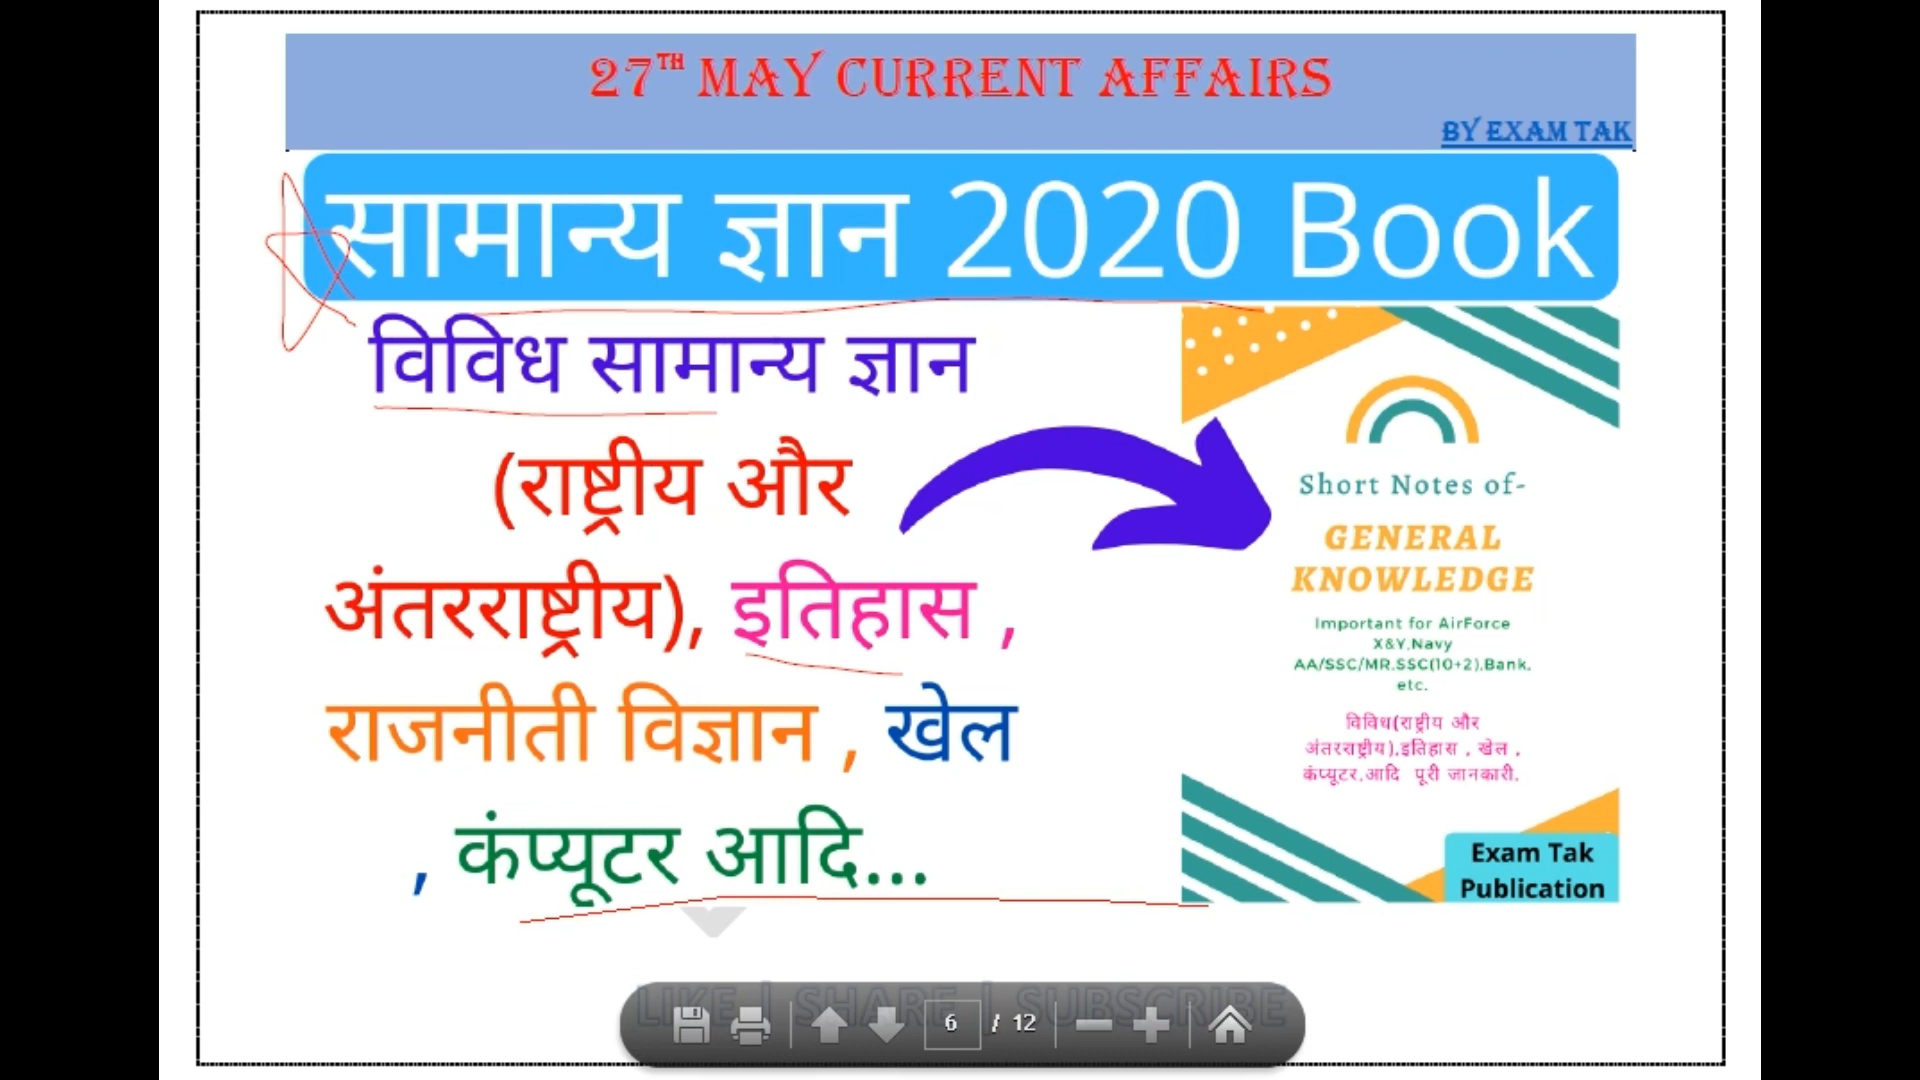 27TH MAY CURRENT AFFAIRS
BY EXAM TAK
सामान्य ज्ञान 2020 Book
विविध सामान्य ज्ञान
(राष्ट्रीय और
अंतरराष्ट्रीय), इतिहास ,
राजनीती विज्ञान , खेल
, कंप्यूटर आदि...
Short Notes of-
GENERAL
KNOWLEDGE
Important for AirForce
X&Y,Navy
AA/SSC/MR,SSC(10+2),Bank,
etc.
विविध(राष्ट्रीय और
अंतरराष्ट्रीय),इतिहास , खेल ,
कंप्यूटर,आदि पूरी जानकारी.
Exam Tak
Publication
LIKE | SHARE | SUBSCRIBE
6 / 12